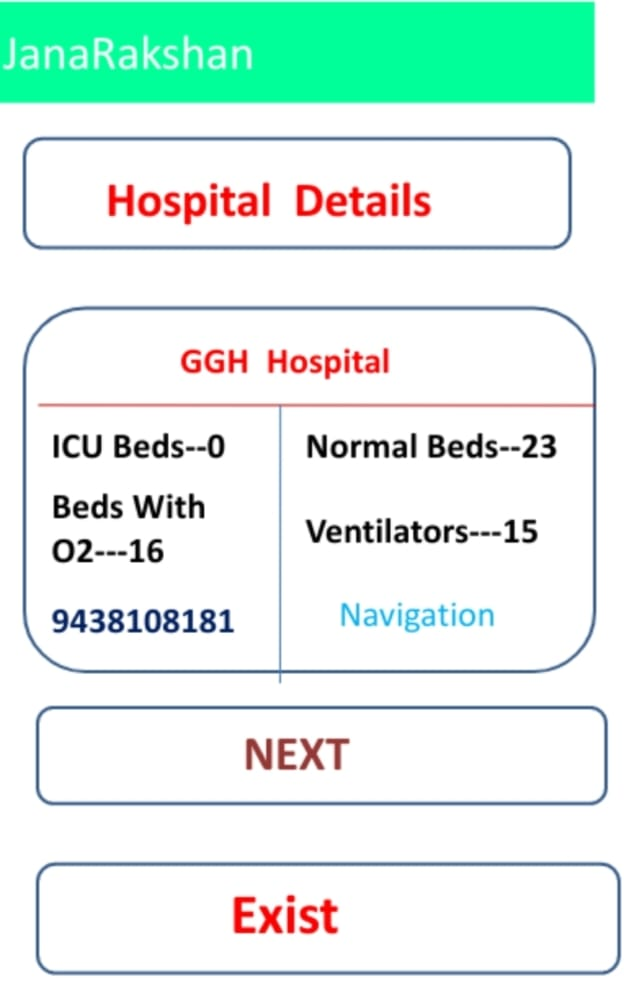 JanaRakshan
Hospital Details
GGH Hospital
ICU Beds--0
Normal Beds--23
Beds With
O2---16
Ventilators---15
9438108181
Navigation
NEXT
Exist